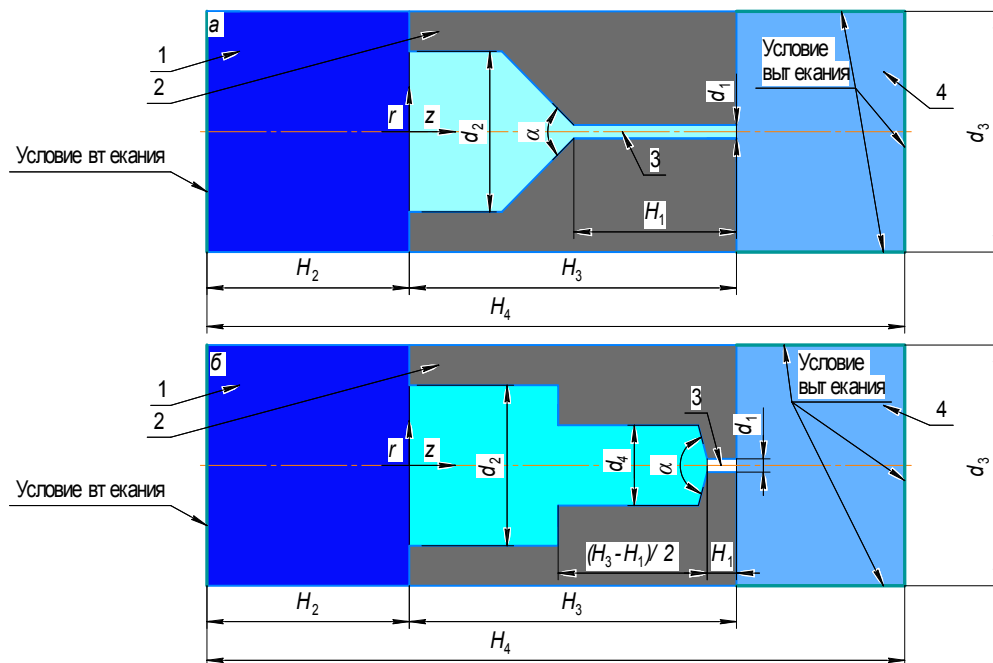 а
1
2
Условие
вытекания
4
d1
r
z
d2
α
3
d3
Условие втекания
H1
H2
H3
H4
б
1
2
Условие
вытекания
3
4
d1
r
z
d2
d4
α
d3
Условие втекания
(H3 - H1)/ 2
H1
H2
H3
H4